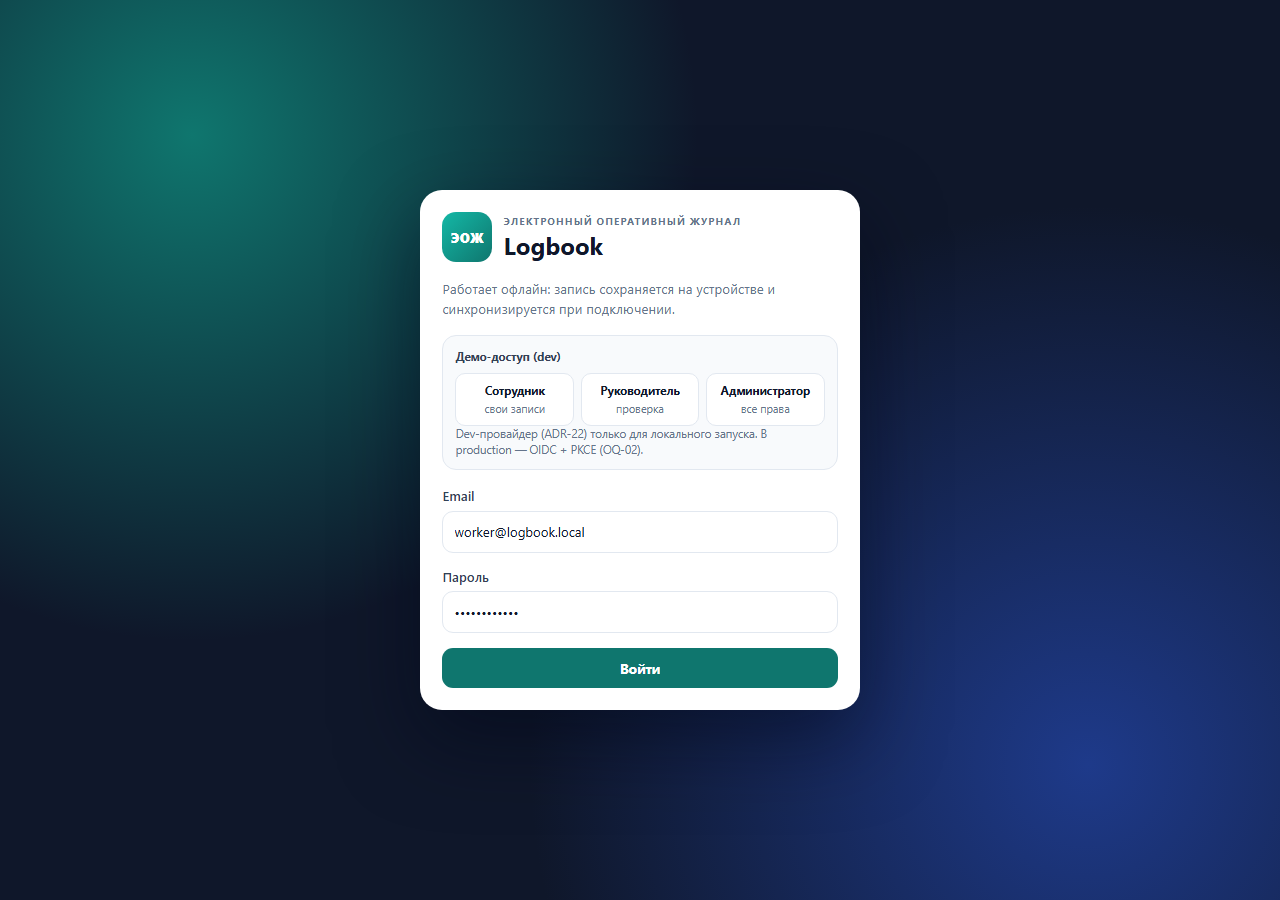 ЭОЖ
ЭЛЕКТРОННЫЙ ОПЕРАТИВНЫЙ ЖУРНАЛ
Logbook
Работает офлайн: запись сохраняется на устройстве и
синхронизируется при подключении.
Демо-доступ (dev)
Сотрудник
свои записи
Руководитель
проверка
Администратор
все права
Dev-провайдер (ADR-22) только для локального запуска. В
production — OIDC + PKCE (OQ-02).
Email
worker@logbook.local
Пароль
••••••••••••
Войти